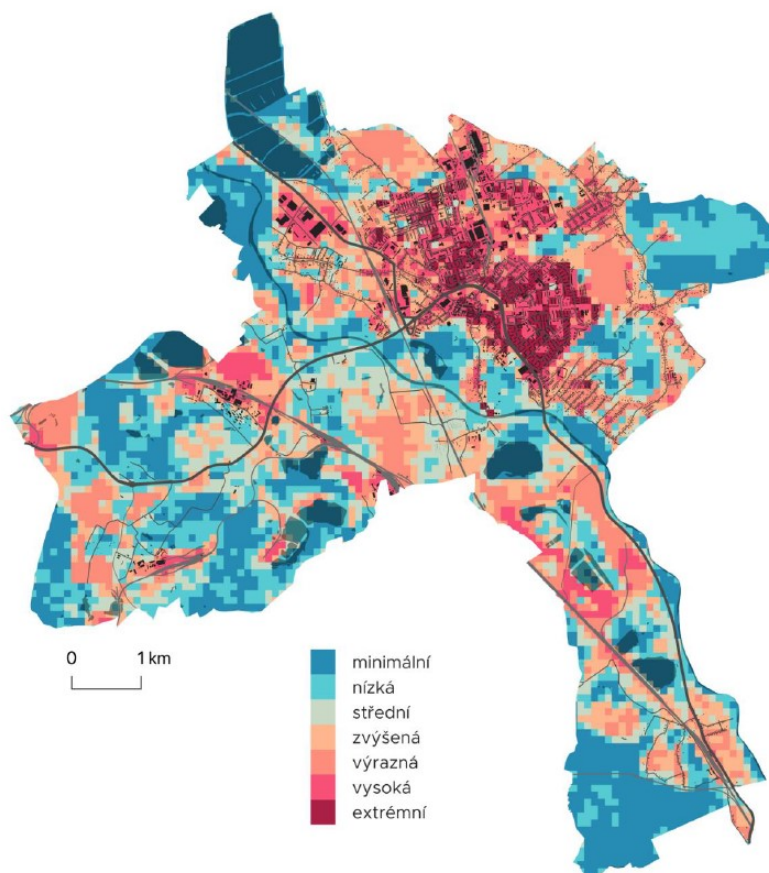 0 1 km
minimální
nízká
střední
zvýšená
výrazná
vysoká
extrémní